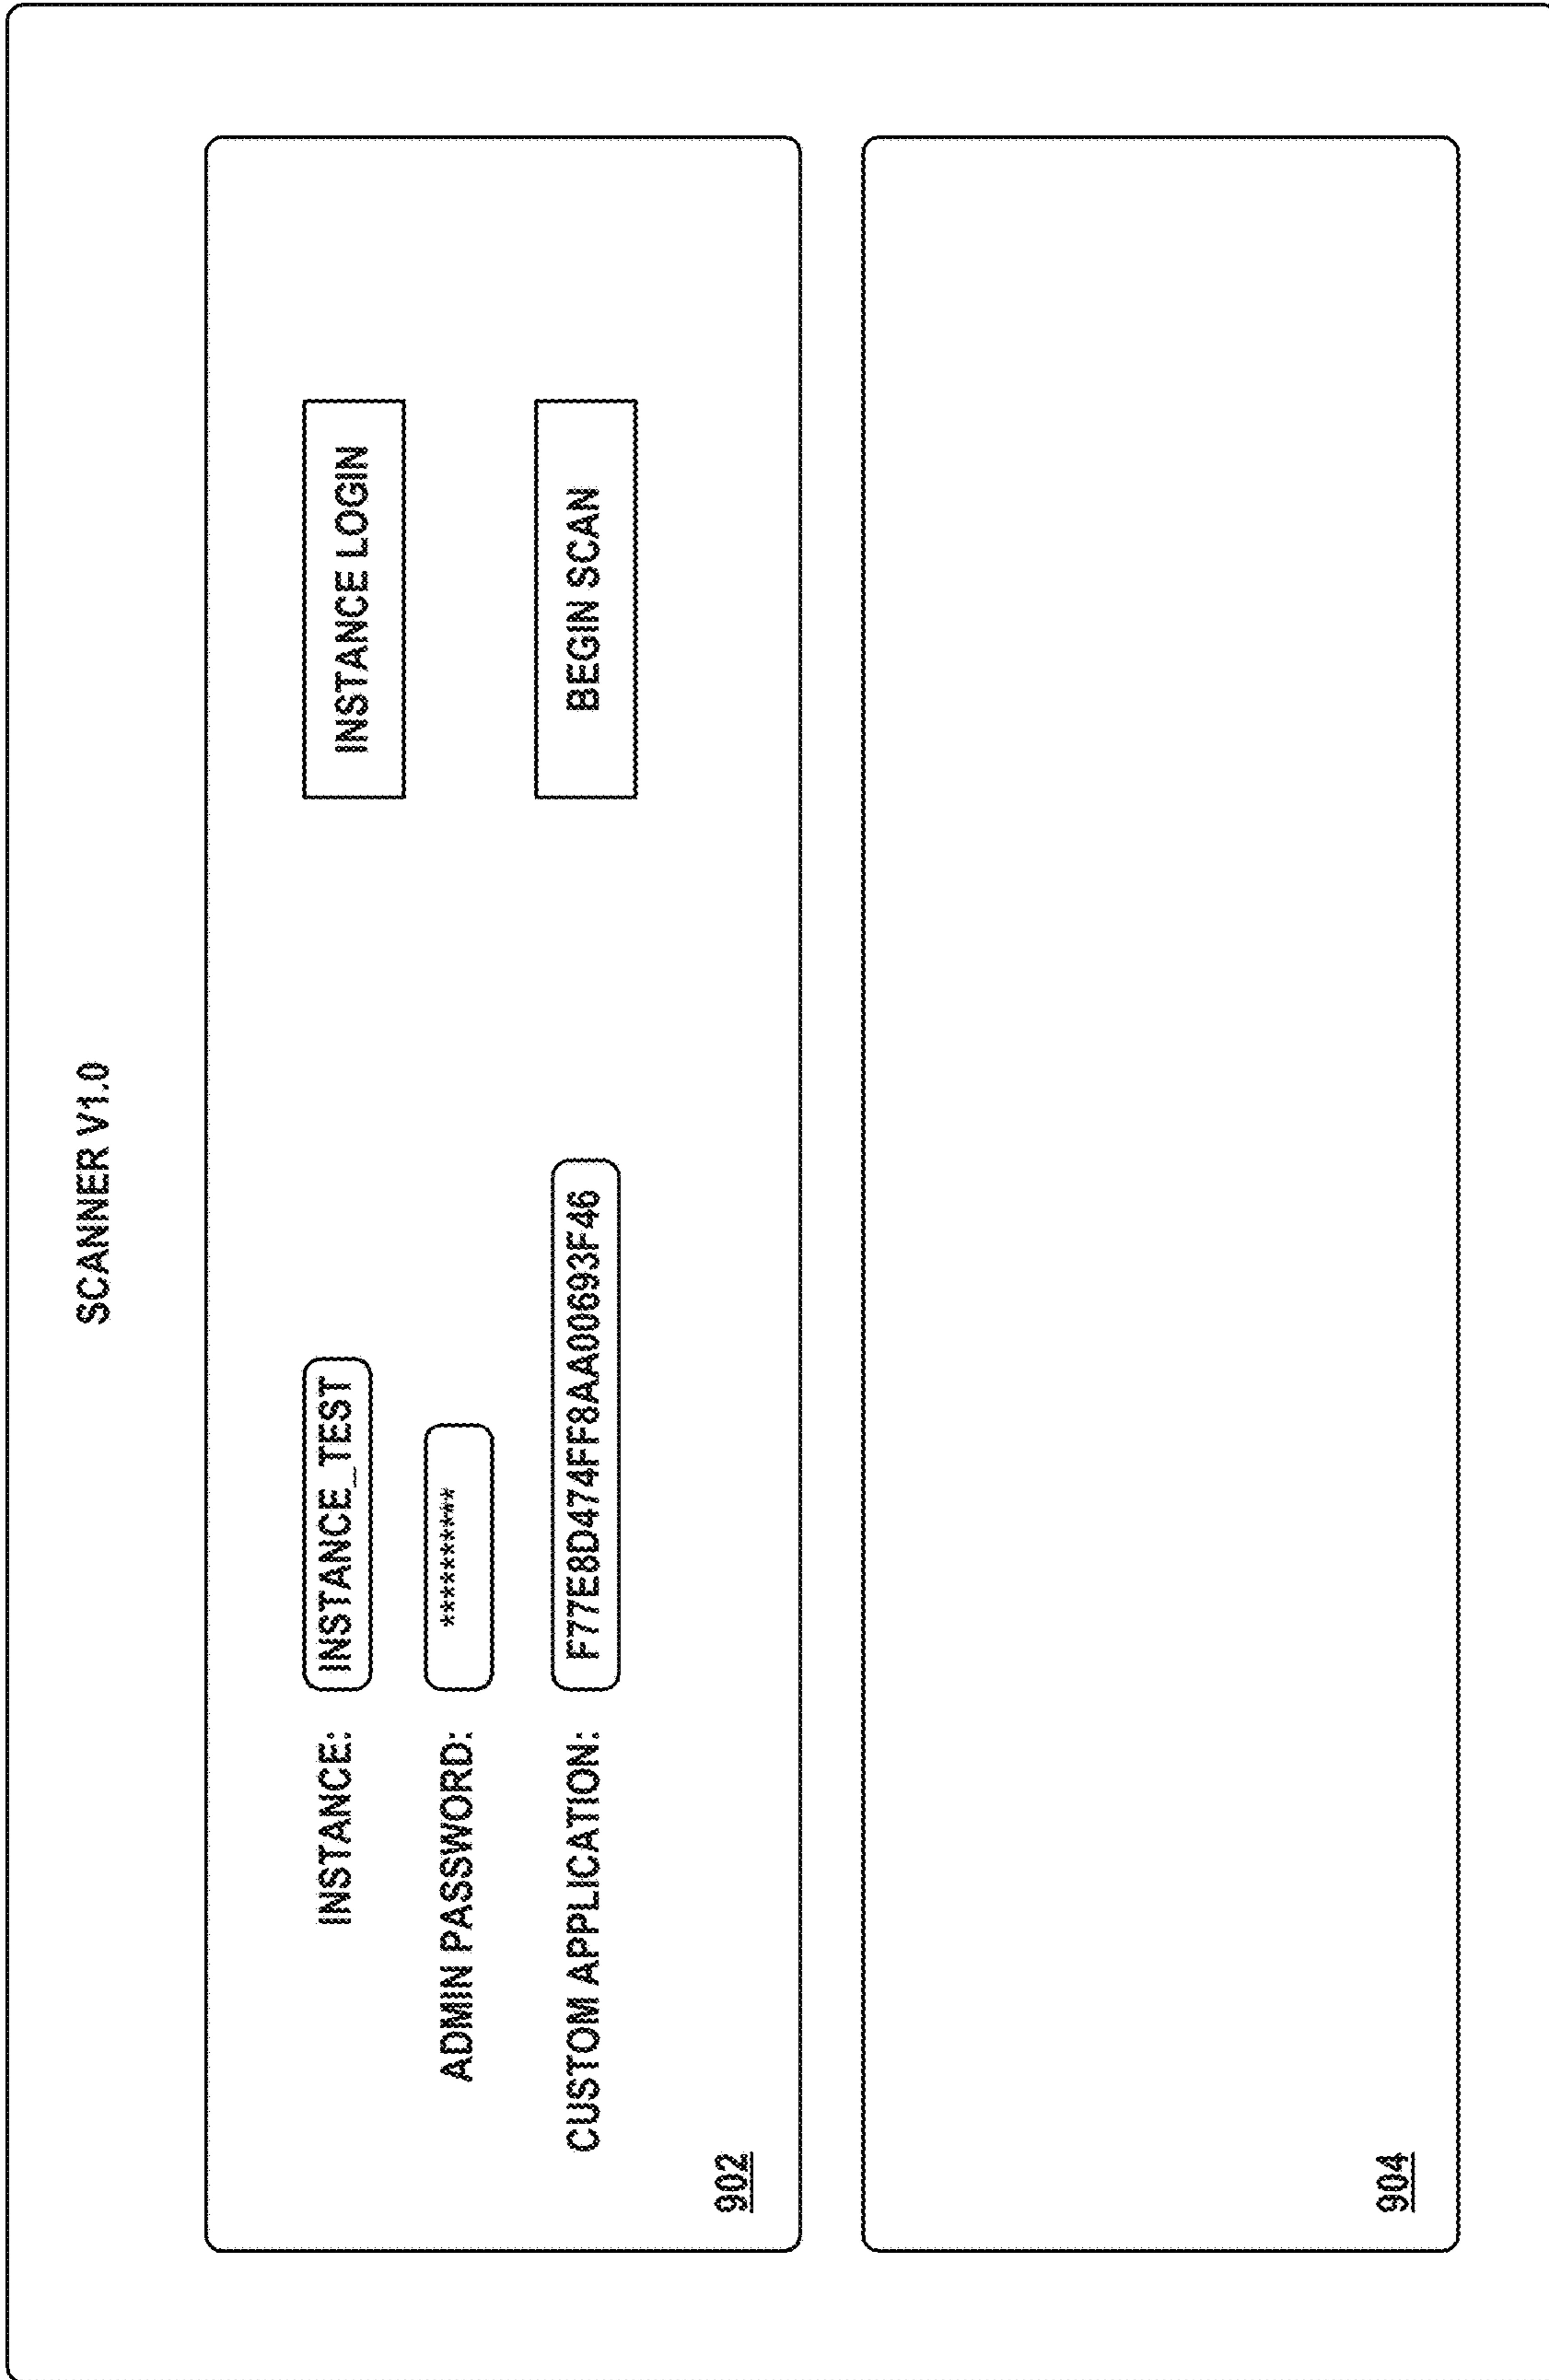 SCANNER V1.0
INSTANCE: INSTANCE_TEST
INSTANCE LOGIN
ADMIN PASSWORD: *********
CUSTOM APPLICATION: F77E8D474FF8AA00693F46
BEGIN SCAN
902
904